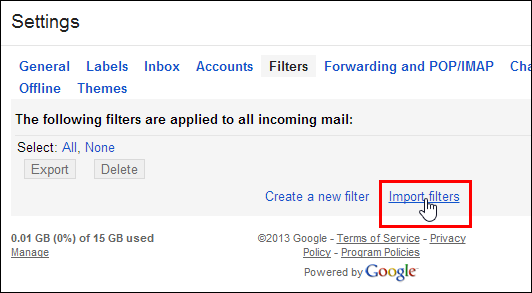 Settings
General Labels Inbox Accounts Filters Forwarding and POP/IMAP Cha
Offline Themes
The following filters are applied to all incoming mail:
Select: All, None
Export Delete
Create a new filter Import filters
0.01 GB (0%) of 15 GB used
Manage
©2013 Google - Terms of Service - Privacy
Policy - Program Policies
Powered by Google